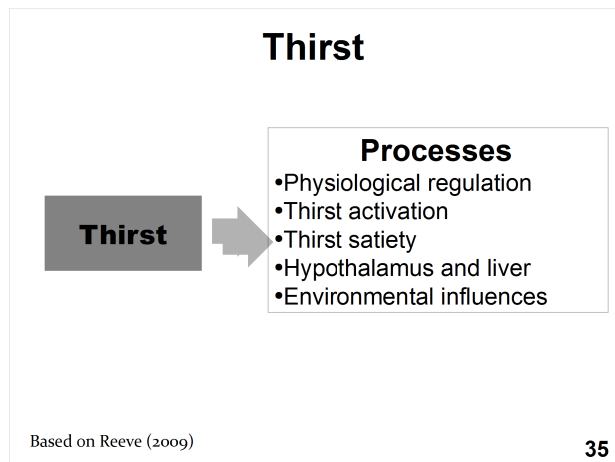 Thirst
Thirst
Processes
•Physiological regulation
•Thirst activation
•Thirst satiety
•Hypothalamus and liver
•Environmental influences
Based on Reeve (2009)
35